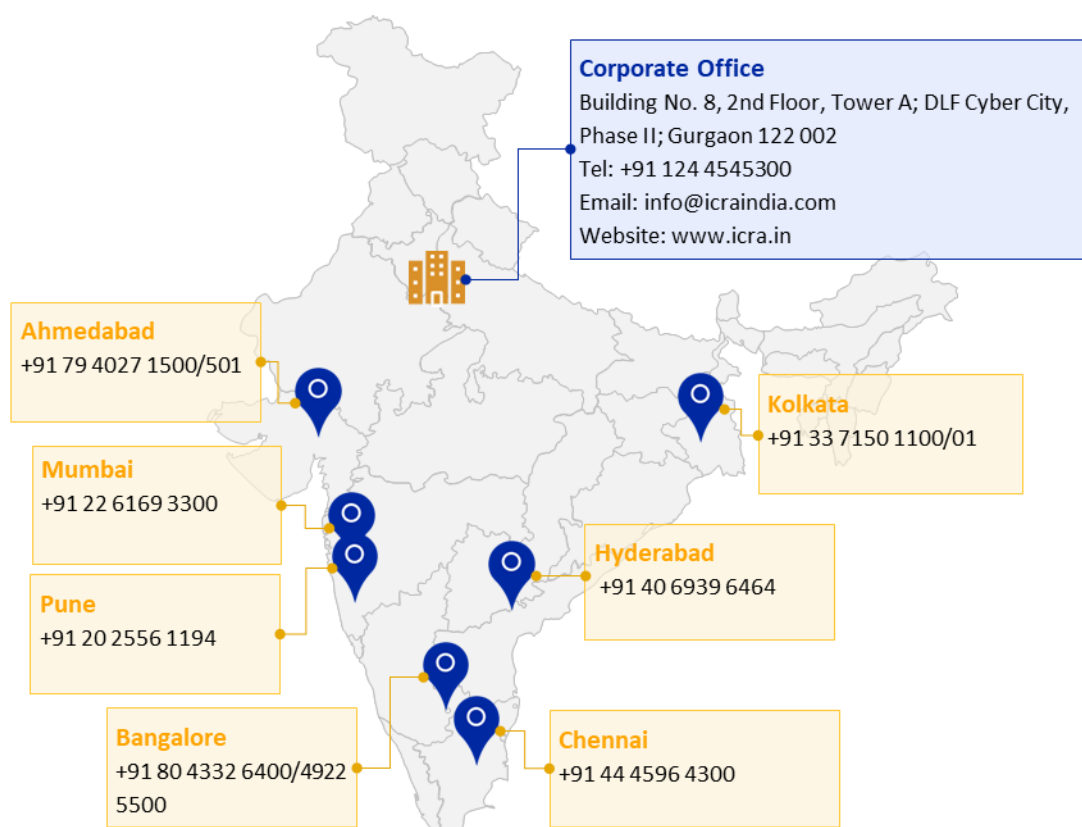 Corporate Office
Building No. 8, 2nd Floor, Tower A; DLF Cyber City,
Phase II; Gurgaon 122 002
Tel: +91 124 4545300
Email: info@icraindia.com
Website: www.icra.in
Ahmedabad
+91 79 4027 1500/501
Kolkata
+91 33 7150 1100/01
Mumbai
+91 22 6169 3300
Hyderabad
+91 40 6939 6464
Pune
+91 20 2556 1194
Bangalore
+91 80 4332 6400/4922
5500
Chennai
+91 44 4596 4300